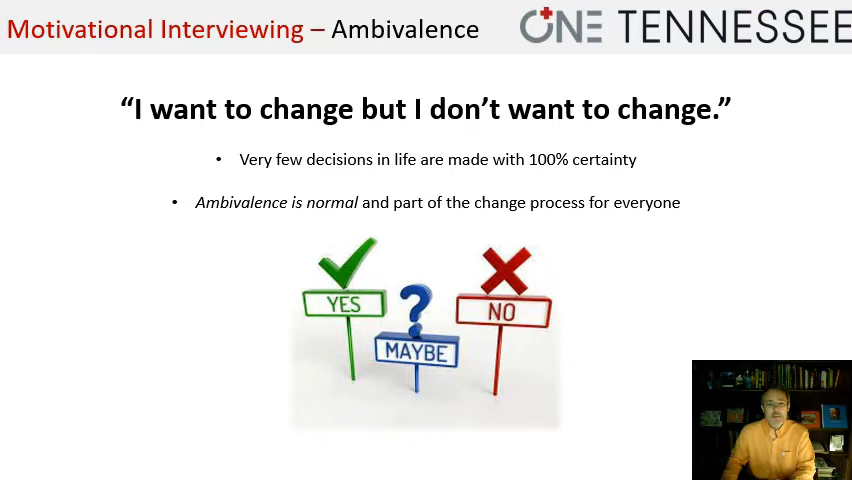 Motivational Interviewing – Ambivalence
ONE TENNESSEE
“I want to change but I don’t want to change.”
• Very few decisions in life are made with 100% certainty
• Ambivalence is normal and part of the change process for everyone
YES
NO
MAYBE